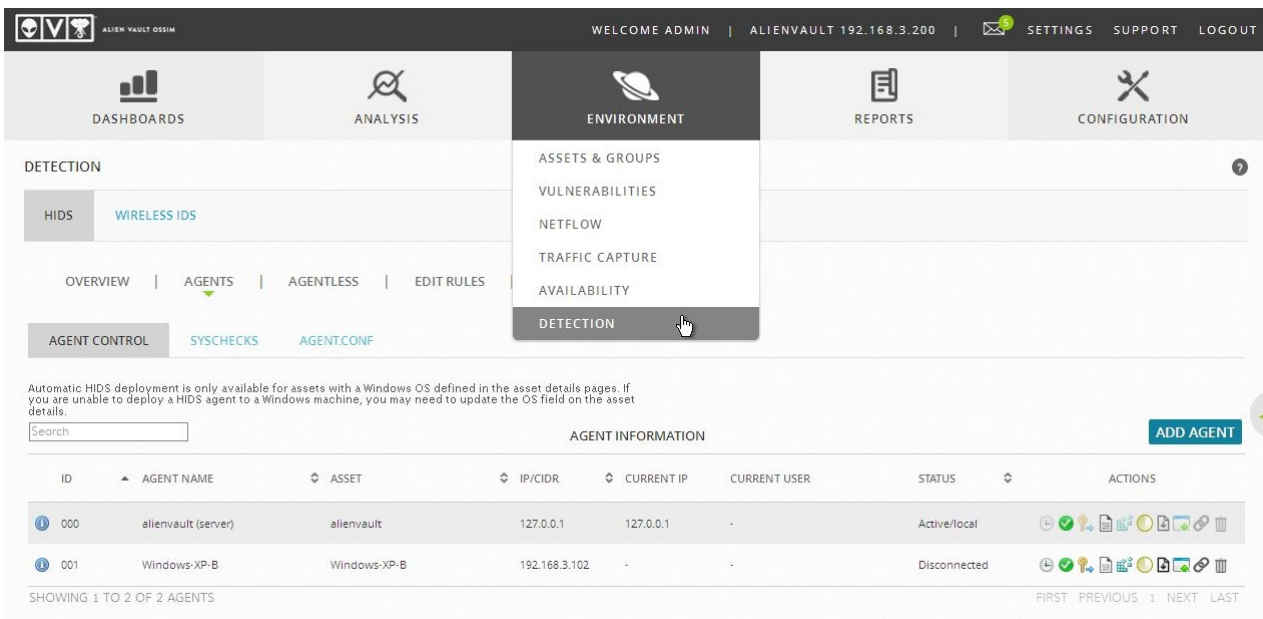 ALIEN VAULT OSSIM
WELCOME ADMIN | ALIENVAULT 192.168.3.200 | 5 SETTINGS SUPPORT LOGOUT
DASHBOARDS ANALYSIS ENVIRONMENT REPORTS CONFIGURATION
ASSETS & GROUPS
VULNERABILITIES
NETFLOW
TRAFFIC CAPTURE
AVAILABILITY
DETECTION
DETECTION ?
HIDS WIRELESS IDS
OVERVIEW | AGENTS | AGENTLESS | EDIT RULES |
AGENT CONTROL SYSCHECKS AGENT.CONF
Automatic HIDS deployment is only available for assets with a Windows OS defined in the asset details pages. If
you are unable to deploy a HIDS agent to a Windows machine, you may need to update the OS field on the asset
details.
Search AGENT INFORMATION ADD AGENT
ID AGENT NAME ASSET IP/CIDR CURRENT IP CURRENT USER STATUS ACTIONS
000 alienvault (server) alienvault 127.0.0.1 127.0.0.1 - Active/local
001 Windows-XP-B Windows-XP-B 192.168.3.102 - - Disconnected
SHOWING 1 TO 2 OF 2 AGENTS FIRST PREVIOUS 1 NEXT LAST